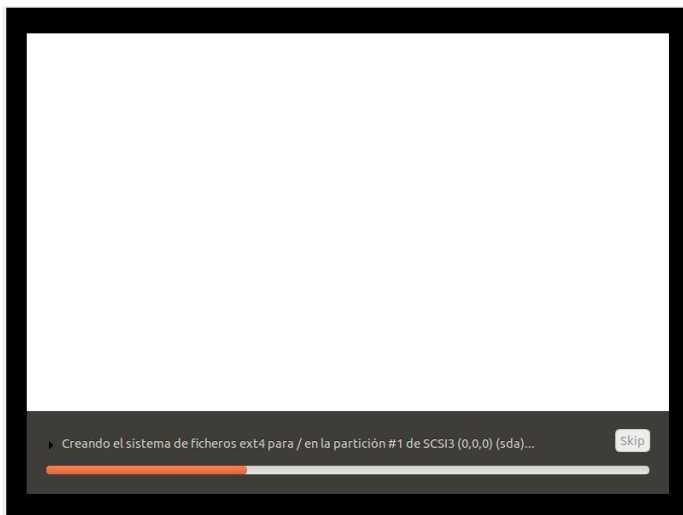 Creando el sistema de ficheros ext4 para / en la partición #1 de SCSI3 (0,0,0) (sda)...
Skip